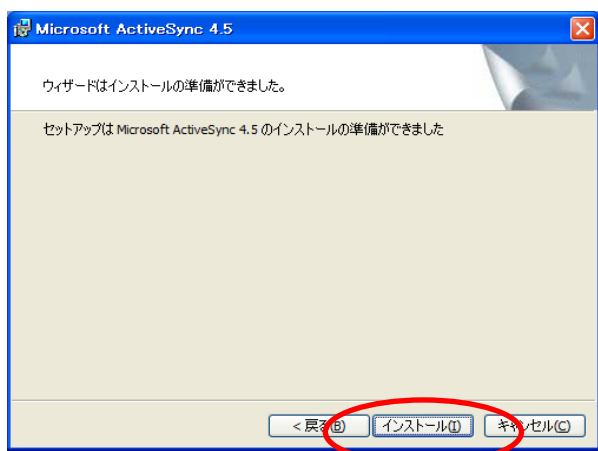 Microsoft ActiveSync 4.5
ウィザードはインストールの準備ができました。
セットアップは Microsoft ActiveSync 4.5 のインストールの準備ができました
< 戻る(B) インストール(I) キャンセル(C)